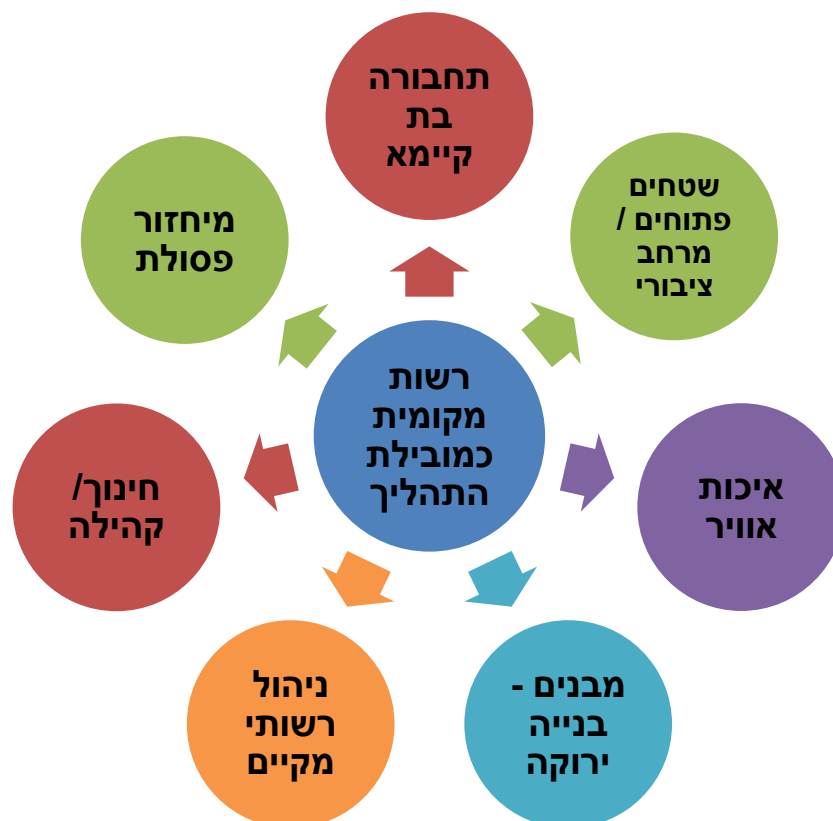 תחבורה
בת
קיימא
שטחים
פתוחים /
מרחב
ציבורי
מיחזור
פסולת
רשות
מקומית
כמובילת
התהליך
איכות
אוויר
חינוך/
קהילה
מבנים -
בנייה
ירוקה
ניהול
רשותי
מקיים